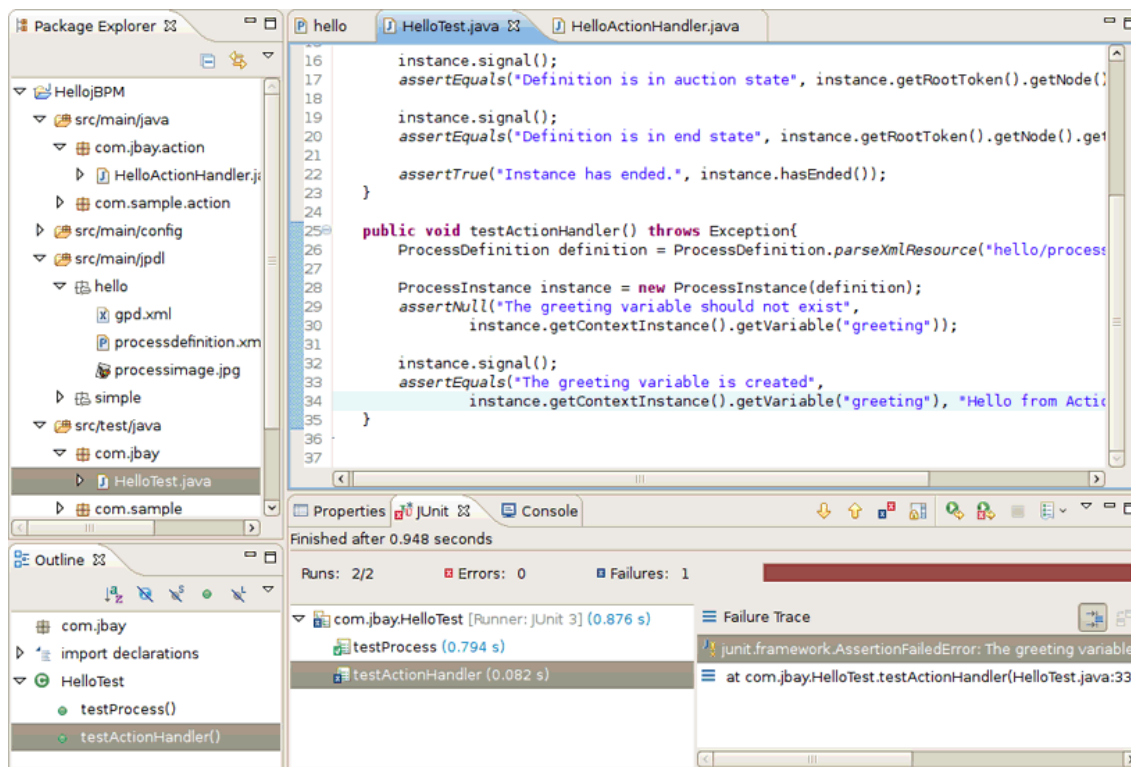 Package Explorer
HellojBPM
src/main/java
com.jbay.action
HelloActionHandler.ja
com.sample.action
src/main/config
src/main/jpdl
hello
gpd.xml
processdefinition.xm
processimage.jpg
simple
src/test/java
com.jbay
HelloTest.java
com.sample
Outline
com.jbay
import declarations
HelloTest
testProcess()
testActionHandler()
hello HelloTest.java HelloActionHandler.java
16 instance.signal();
17 assertEquals("Definition is in auction state", instance.getRootToken().getNode()
18
19 instance.signal();
20 assertEquals("Definition is in end state", instance.getRootToken().getNode().get
21
22 assertTrue("Instance has ended.", instance.hasEnded());
23 }
24
25 public void testActionHandler() throws Exception{
26 ProcessDefinition definition = ProcessDefinition.parseXmlResource("hello/process
27
28 ProcessInstance instance = new ProcessInstance(definition);
29 assertNull("The greeting variable should not exist",
30 instance.getContextInstance().getVariable("greeting"));
31
32 instance.signal();
33 assertEquals("The greeting variable is created",
34 instance.getContextInstance().getVariable("greeting"), "Hello from Actio
35 }
36
37
Properties JUnit Console
Finished after 0.948 seconds
Runs: 2/2 Errors: 0 Failures: 1
com.jbay.HelloTest [Runner: JUnit 3] (0.876 s)
testProcess (0.794 s)
testActionHandler (0.082 s)
Failure Trace
junit.framework.AssertionFailedError: The greeting variable
at com.jbay.HelloTest.testActionHandler(HelloTest.java:33